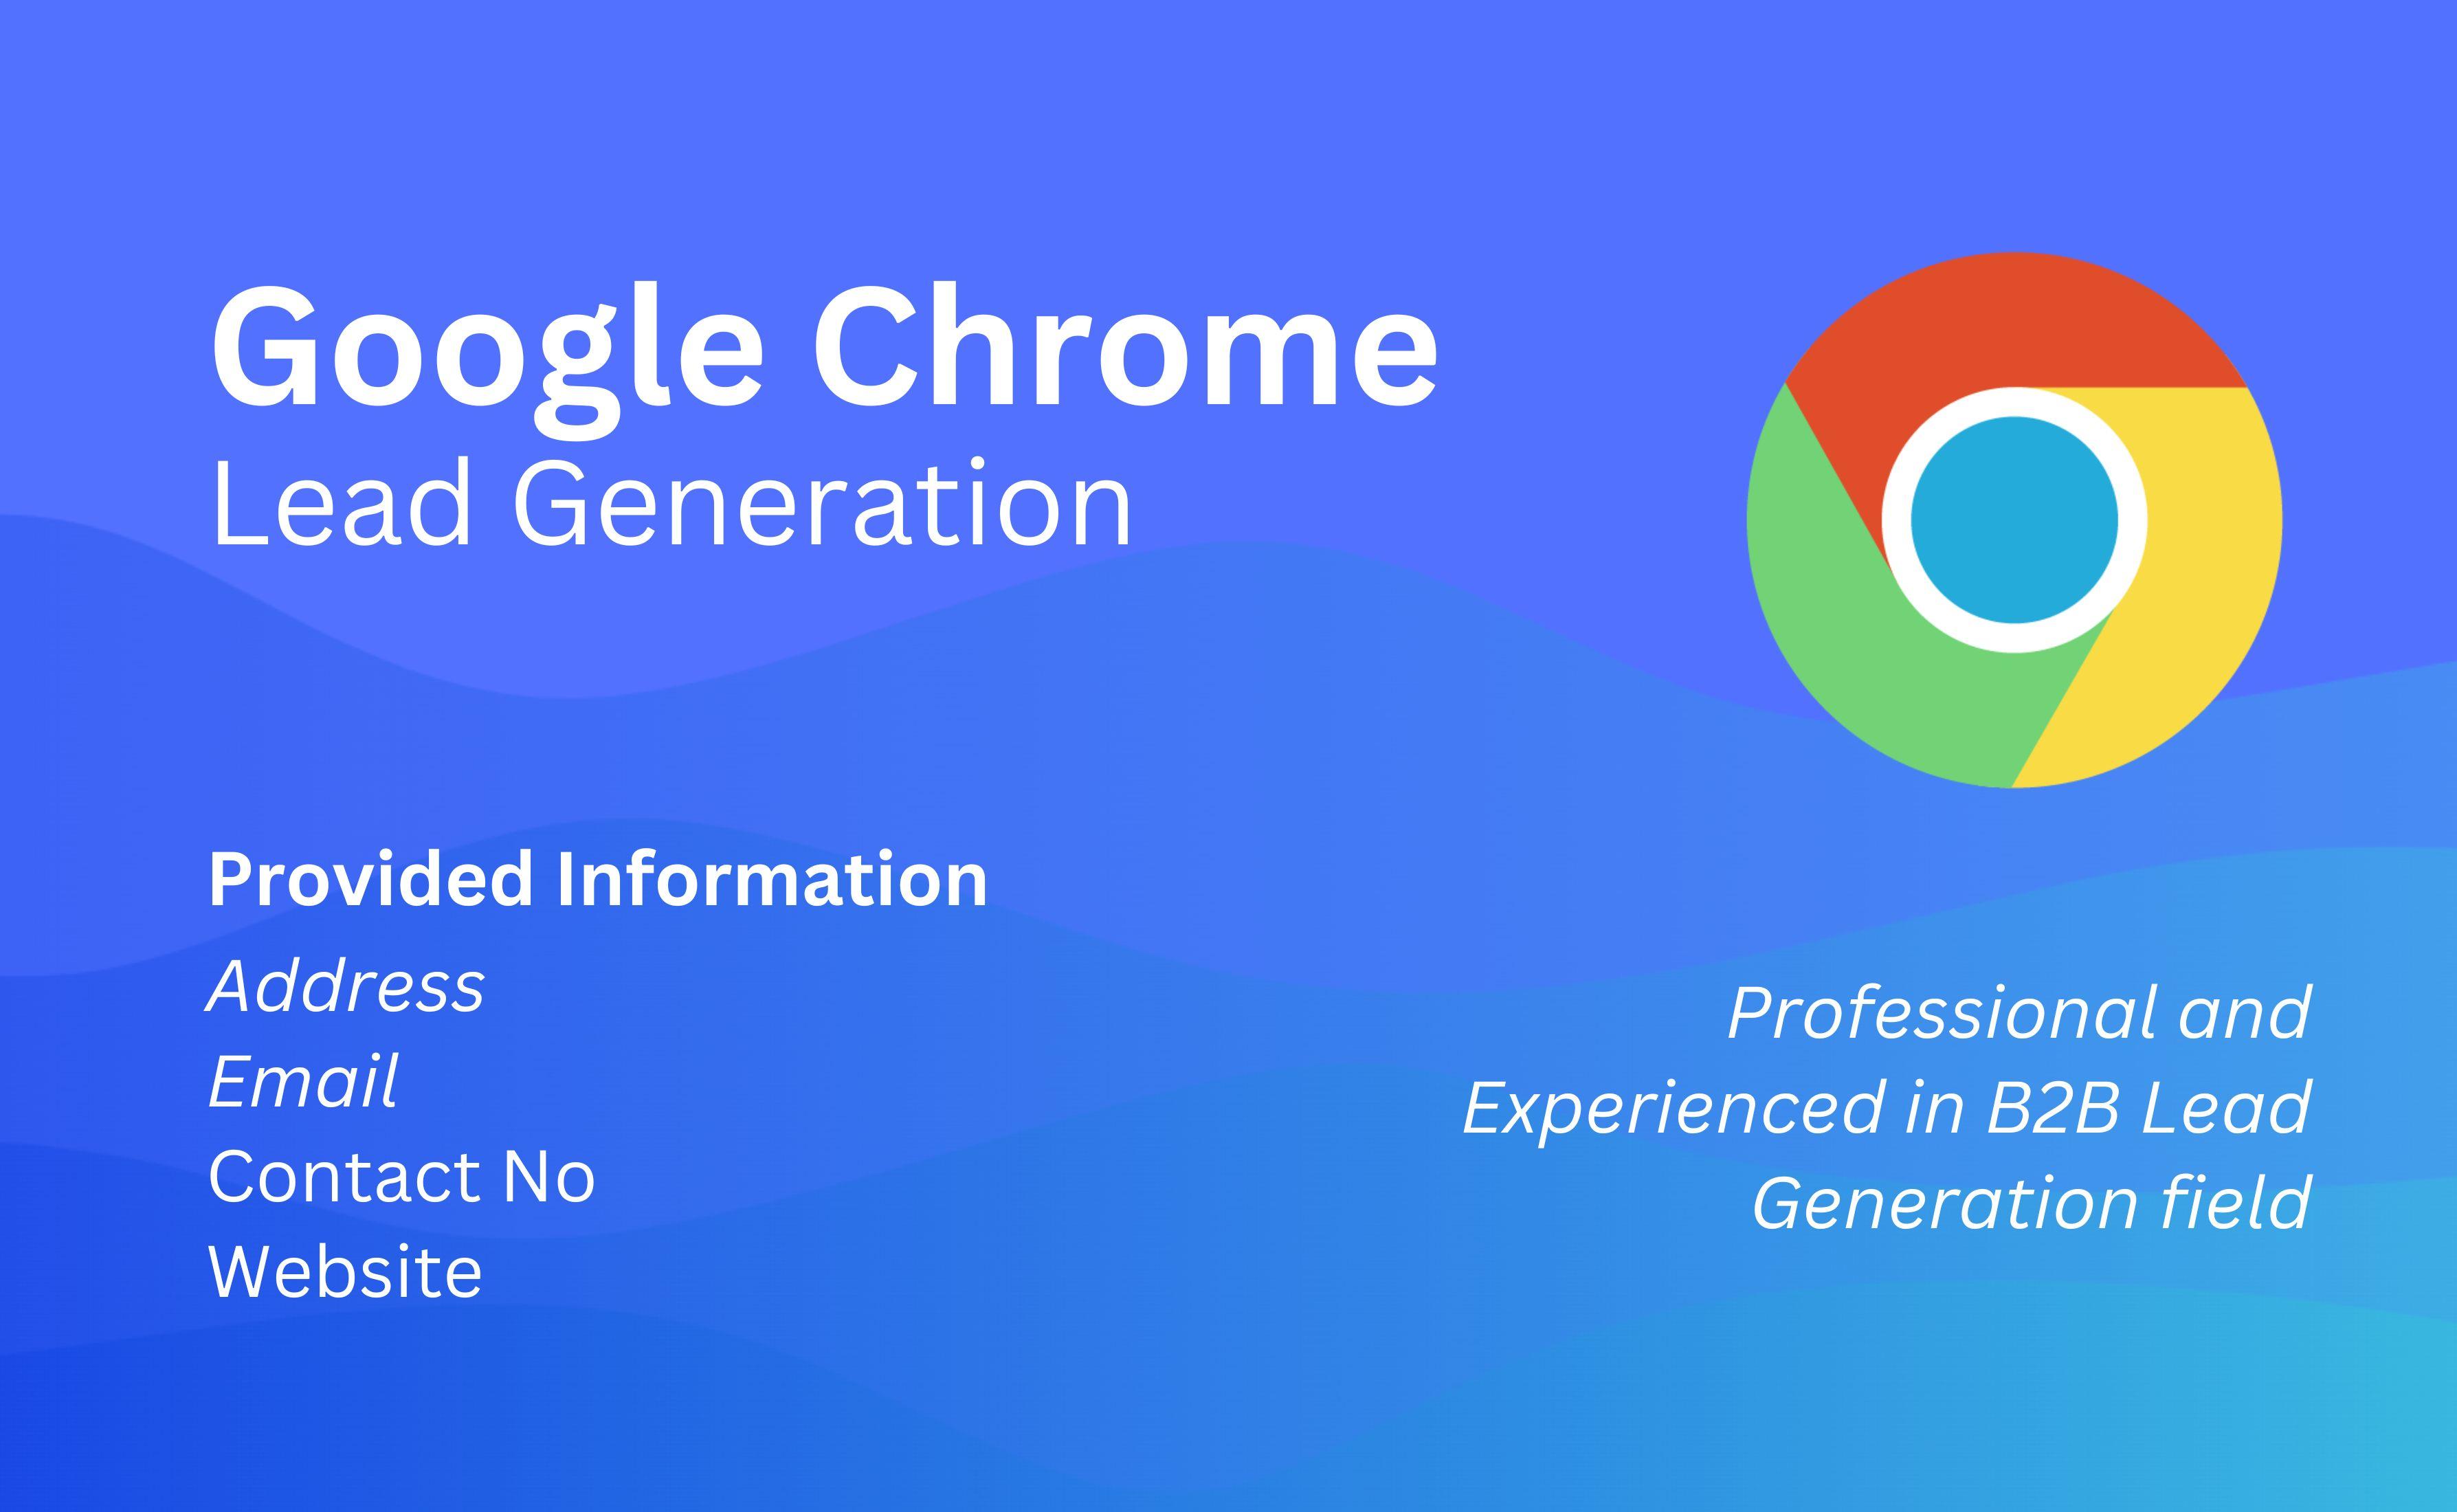 Google Chrome
Lead Generation
Provided Information
Address
Email
Contact No
Website
Professional and
Experienced in B2B Lead
Generation field